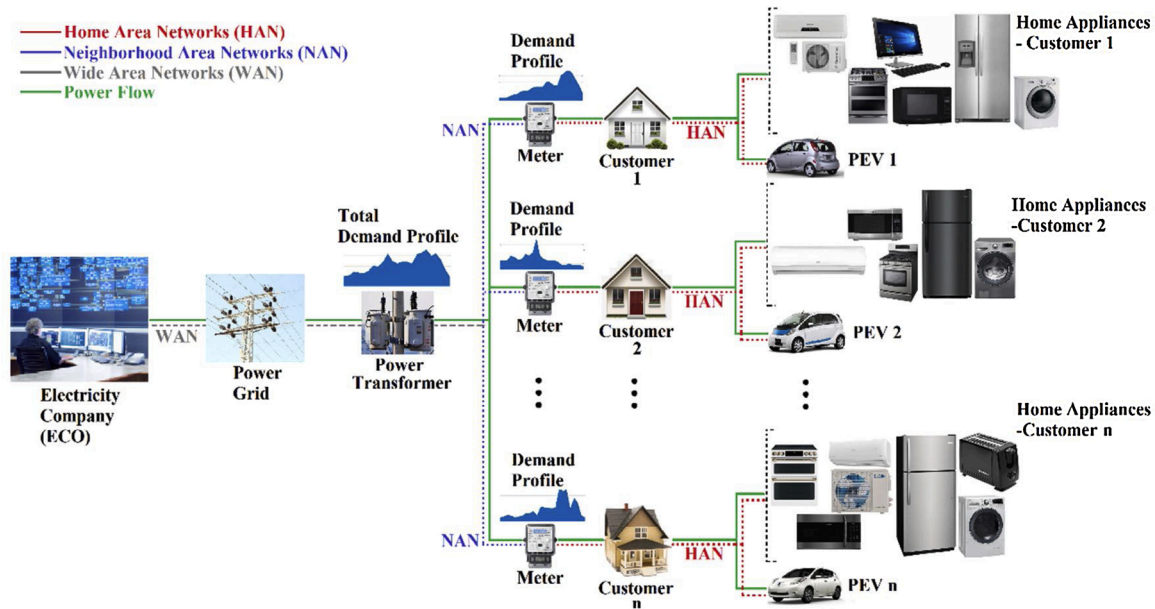 Home Area Networks (HAN)
Neighborhood Area Networks (NAN)
Wide Area Networks (WAN)
Power Flow
Demand
Profile
NAN
Meter
Customer
1
HAN
Home Appliances
- Customer 1
PEV 1
Total
Demand Profile
Demand
Profile
Meter
Customer
2
HAN
Home Appliances
-Customer 2
PEV 2
WAN
Electricity
Company
(ECO)
Power
Grid
Power
Transformer
Demand
Profile
NAN
Meter
Customer
n
HAN
Home Appliances
-Customer n
PEV n